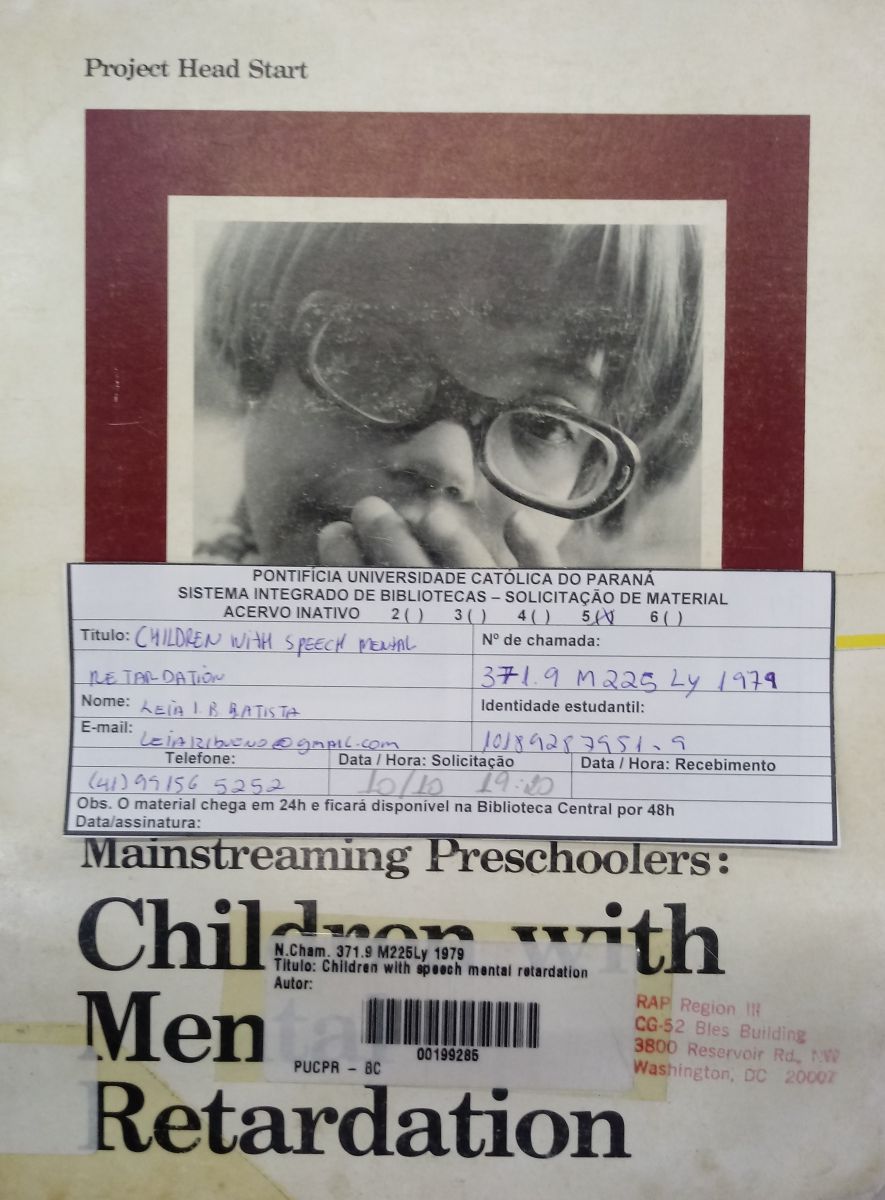 Project Head Start
PONTIFÍCIA UNIVERSIDADE CATÓLICA DO PARANÁ
SISTEMA INTEGRADO DE BIBLIOTECAS – SOLICITAÇÃO DE MATERIAL
ACERVO INATIVO 2 ( ) 3 ( ) 4 ( ) 5 (X) 6 ( )
Título: CHILDREN WITH SPEECH MENTAL
RETARDATION
Nº de chamada:
371.9 M225 Ly 1979
Nome: LEIA I. B. BATISTA
Identidade estudantil:
E-mail: 
10189287951.9
Telefone:
Data / Hora: Solicitação
Data / Hora: Recebimento
(41) 99156 5252
10/10 19:20
Obs. O material chega em 24h e ficará disponível na Biblioteca Central por 48h
Data/assinatura:
Mainstreaming Preschoolers:
Children with
Mental
Retardation
N.Cham. 371.9 M225Ly 1979
Título: Children with speech mental retardation
Autor:
00199285
PUCPR - BC
RAP Region III
CG-52 Bles Building
3800 Reservoir Rd., NW
Washington, DC 20007